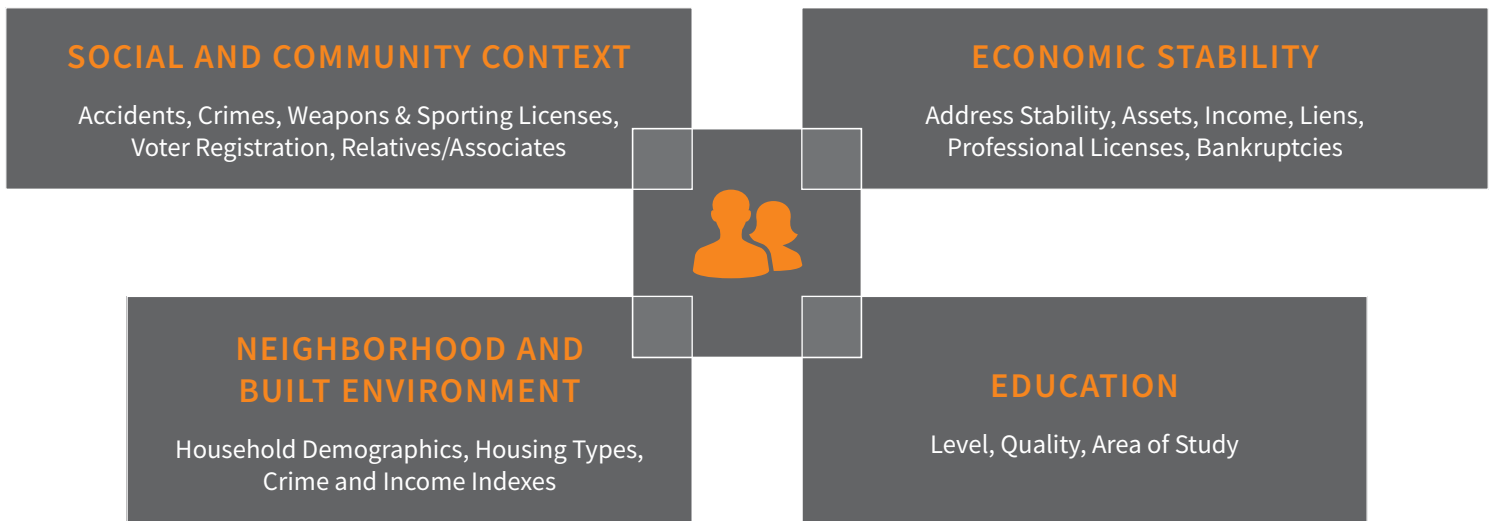 SOCIAL AND COMMUNITY CONTEXT
Accidents, Crimes, Weapons & Sporting Licenses,
Voter Registration, Relatives/Associates
ECONOMIC STABILITY
Address Stability, Assets, Income, Liens,
Professional Licenses, Bankruptcies
NEIGHBORHOOD AND
BUILT ENVIRONMENT
Household Demographics, Housing Types,
Crime and Income Indexes
EDUCATION
Level, Quality, Area of Study